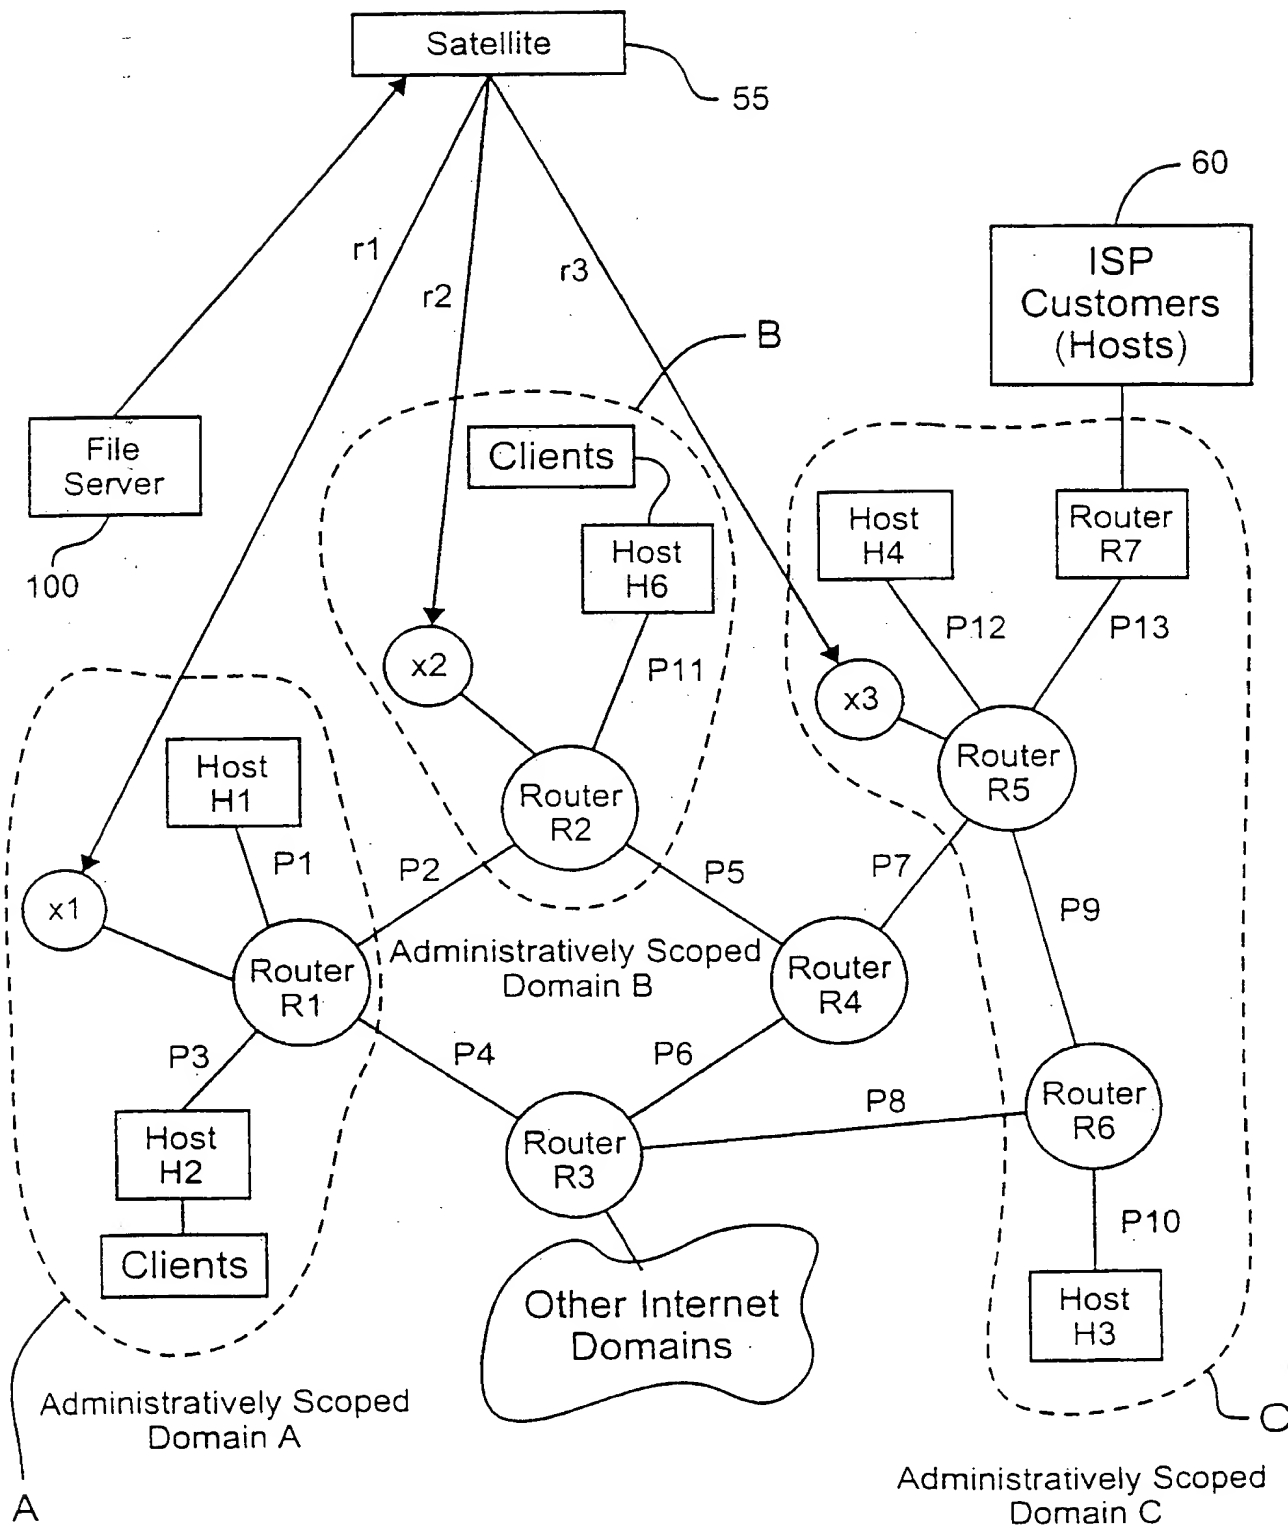 Satellite
55
60
ISP
Customers
(Hosts)
r1
r2
r3
B
File
Server
100
Clients
Host
H6
Host
H4
Router
R7
P12
P13
x2
P11
x3
Router
R5
Host
H1
Router
R2
P1
P2
P5
P7
x1
P9
Administratively Scoped
Domain B
Router
R1
Router
R4
P3
P4
P6
P8
Router
R6
Host
H2
Router
R3
P10
Clients
Other Internet
Domains
Host
H3
Administratively Scoped
Domain A
C
A
Administratively Scoped
Domain C